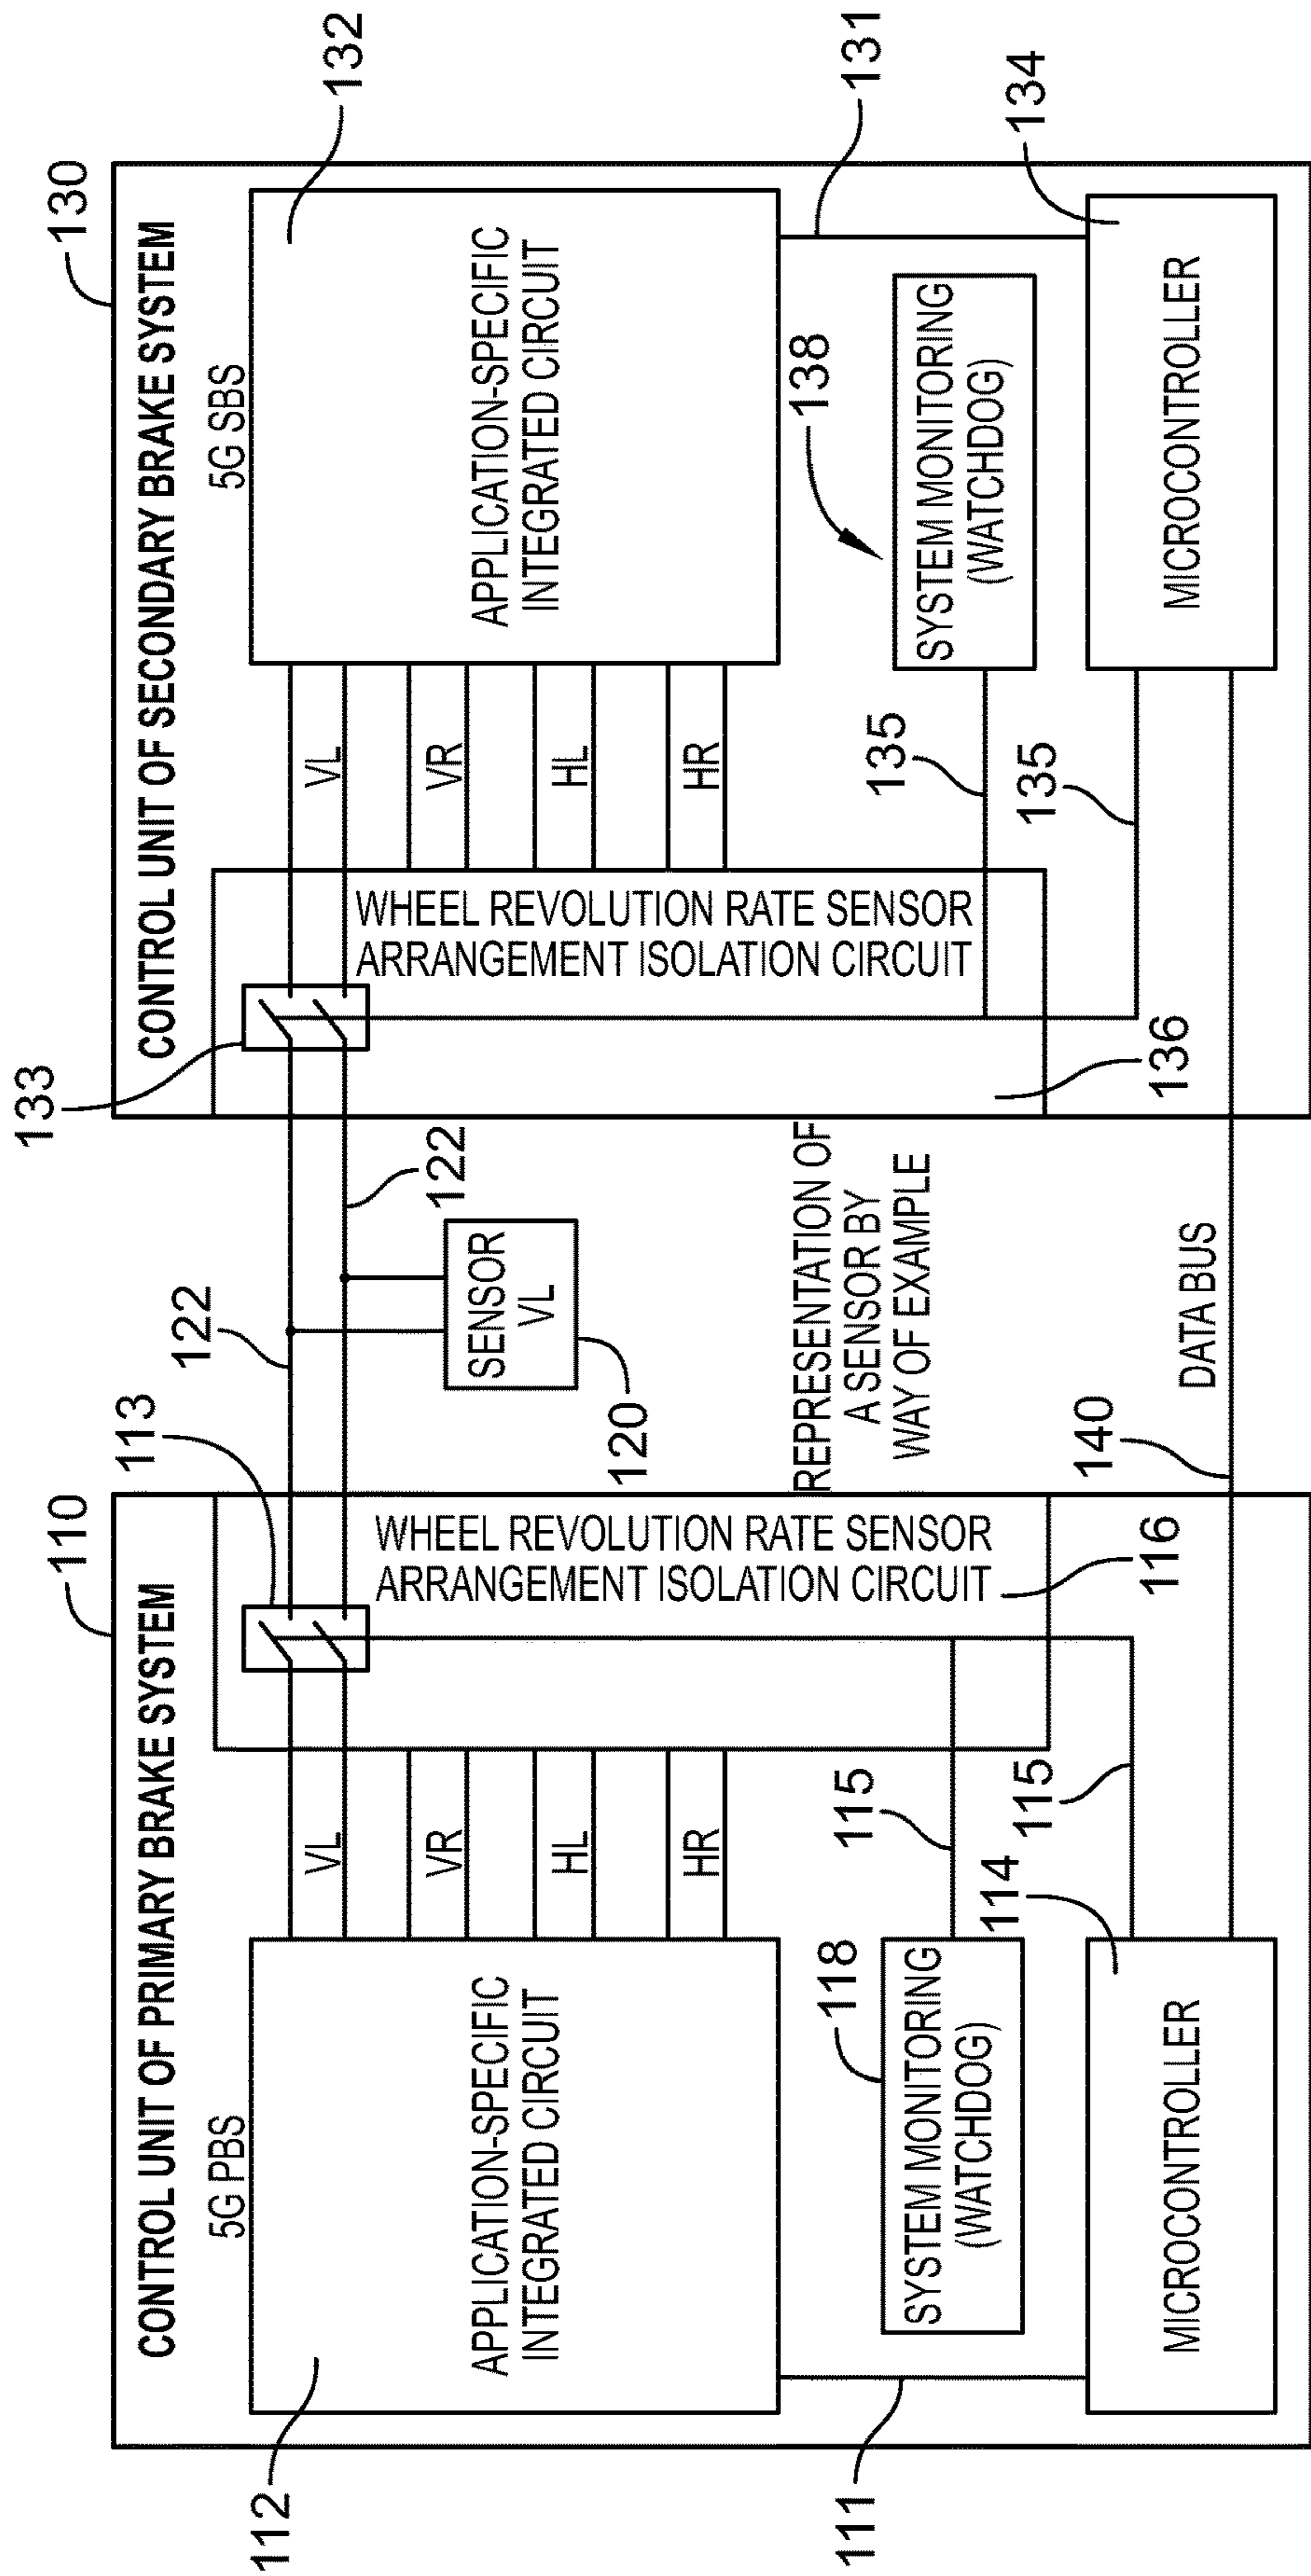 110
CONTROL UNIT OF PRIMARY BRAKE SYSTEM
5G PBS
112
APPLICATION-SPECIFIC
INTEGRATED CIRCUIT
VL
VR
HL
HR
113
WHEEL REVOLUTION RATE SENSOR
ARRANGEMENT ISOLATION CIRCUIT
116
118
SYSTEM MONITORING
(WATCHDOG)
115
115
114
MICROCONTROLLER
111
122
122
SENSOR
VL
120
REPRESENTATION OF
A SENSOR BY
WAY OF EXAMPLE
140
DATA BUS
130
CONTROL UNIT OF SECONDARY BRAKE SYSTEM
5G SBS
133
WHEEL REVOLUTION RATE SENSOR
ARRANGEMENT ISOLATION CIRCUIT
136
VL
VR
HL
HR
132
APPLICATION-SPECIFIC
INTEGRATED CIRCUIT
138
SYSTEM MONITORING
(WATCHDOG)
135
135
131
134
MICROCONTROLLER